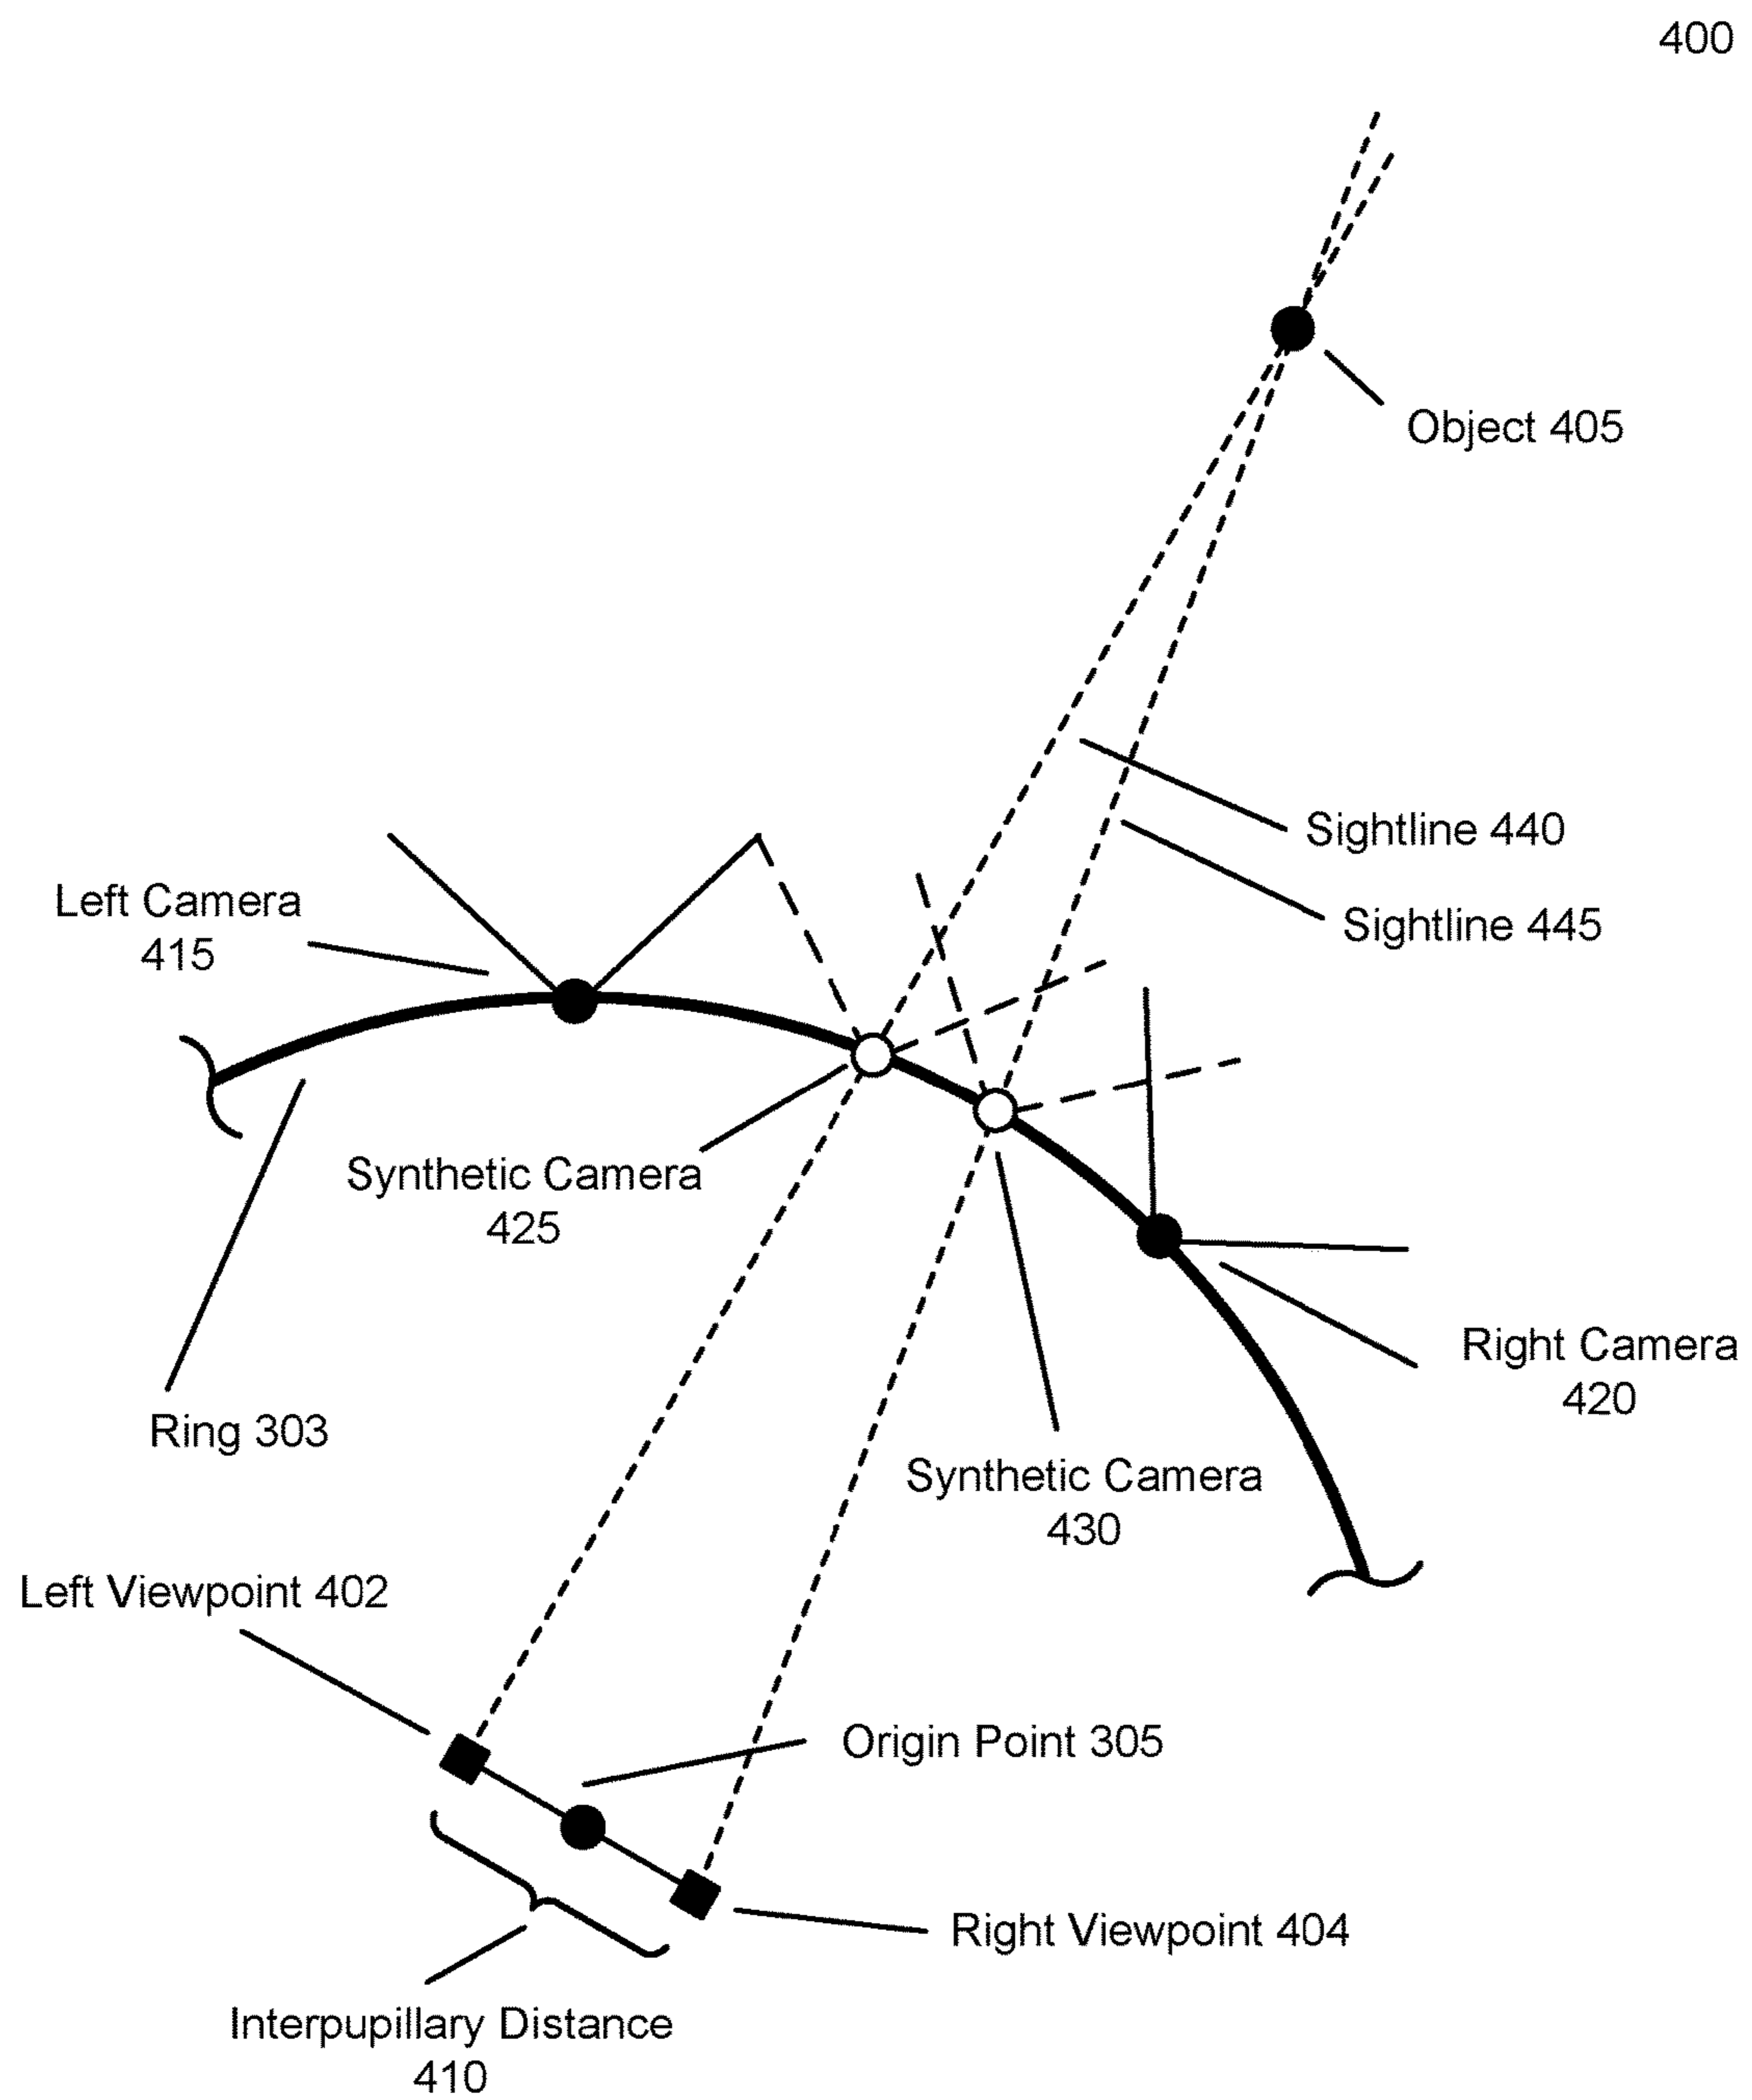 400
Object 405
Sightline 440
Left Camera
415
Sightline 445
Synthetic Camera
425
Right Camera
420
Ring 303
Synthetic Camera
430
Left Viewpoint 402
Origin Point 305
Right Viewpoint 404
Interpupillary Distance
410